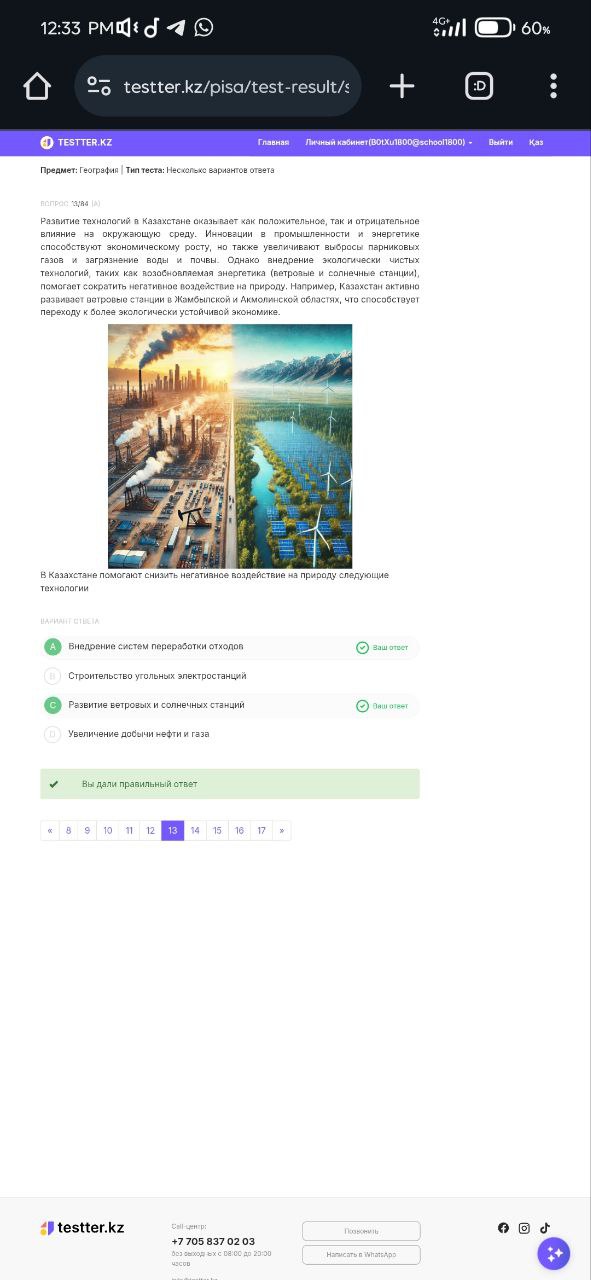 12:33 PM
4G+
60%
testter.kz/pisa/test-result/s
:D
TESTTER.KZ
Главная
Личный кабинет(B0tXu1800@school1800)
Выйти
Қаз
Предмет: География | Тип теста: Несколько вариантов ответа
ВОПРОС 13/84
Развитие технологий в Казахстане оказывает как положительное, так и отрицательное
влияние на окружающую среду. Инновации в промышленности и энергетике
способствуют экономическому росту, но также увеличивают выбросы парниковых
газов и загрязнение воды и почвы. Однако внедрение экологически чистых
технологий, таких как возобновляемая энергетика (ветровые и солнечные станции),
помогает сократить негативное воздействие на природу. Например, Казахстан активно
развивает ветровые станции в Жамбылской и Акмолинской областях, что способствует
переходу к более экологически устойчивой экономике.
В Казахстане помогают снизить негативное воздействие на природу следующие
технологии
ВАРИАНТ ОТВЕТА:
A Внедрение систем переработки отходов Ваш ответ
B Строительство угольных электростанций
C Развитие ветровых и солнечных станций Ваш ответ
D Увеличение добычи нефти и газа
Вы дали правильный ответ
« 8 9 10 11 12 13 14 15 16 17 »
testter.kz
Call-центр:
+7 705 837 02 03
без выходных с 08:00 до 20:00
часов
Позвонить
Написать в WhatsApp